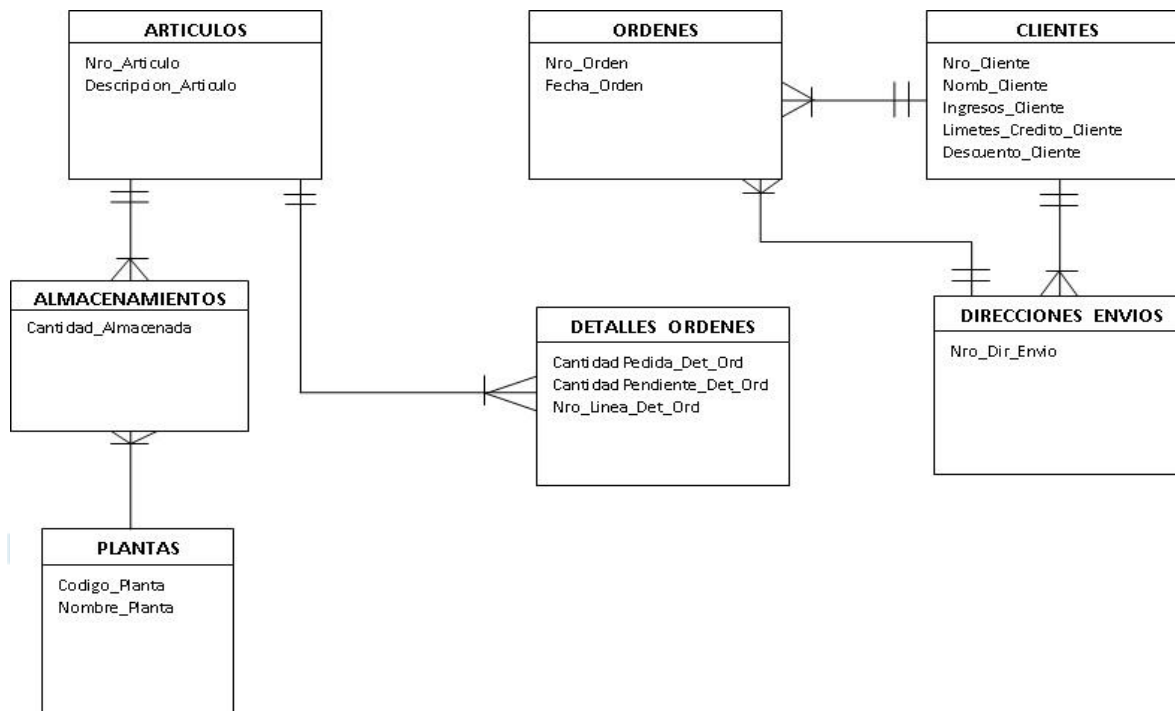 ARTICULOS
Nro_Articulo
Descripcion_Articulo
ORDENES
Nro_Orden
Fecha_Orden
CLIENTES
Nro_Cliente
Nomb_Cliente
Ingresos_Cliente
Limetes_Credito_Cliente
Descuento_Cliente
ALMACENAMIENTOS
Cantidad_Almacenada
DETALLES ORDENES
Cantidad Pedida_Det_Ord
Cantidad Pendiente_Det_Ord
Nro_Linea_Det_Ord
DIRECCIONES ENVIOS
Nro_Dir_Envio
PLANTAS
Codigo_Planta
Nombre_Planta